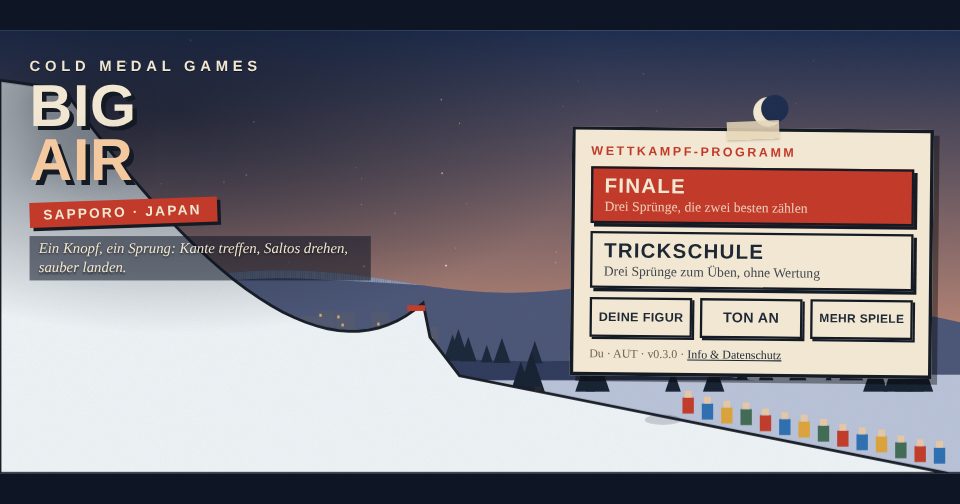 COLD MEDAL GAMES
BIG
AIR
SAPPORO · JAPAN
Ein Knopf, ein Sprung: Kante treffen, Saltos drehen,
sauber landen.
WETTKAMPF-PROGRAMM
FINALE
Drei Sprünge, die zwei besten zählen
TRICKSCHULE
Drei Sprünge zum Üben, ohne Wertung
DEINE FIGUR
TON AN
MEHR SPIELE
Du · AUT · v0.3.0 · Info & Datenschutz